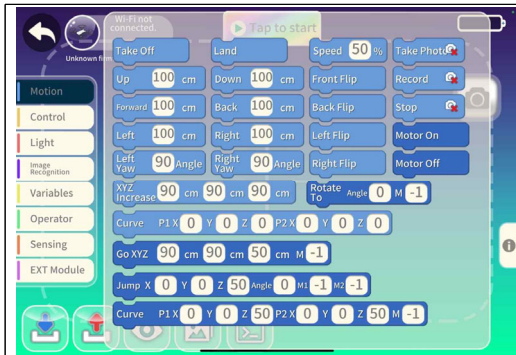 Wi-Fi not
connected.
Tap to start
Unknown fir
Take Off Land Speed 50 % Take Photo
Up 100 cm Down 100 cm Front Flip Record
Motion
Forward 100 cm Back 100 cm Back Flip Stop
Control
Left 100 cm Right 100 cm Left Flip Motor On
Light
Left Yaw 90 Angle Right Yaw 90 Angle Right Flip Motor Off
Image Recognition
XYZ Increase 90 cm 90 cm 90 cm Rotate To Angle 0 M -1
Variables
Curve P1 X 0 Y 0 Z 0 P2 X 0 Y 0 Z 0
Operator
Go XYZ 90 cm 90 cm 50 cm M -1
Sensing
Jump X 0 Y 0 Z 50 Angle 0 M1 -1 M2 -1
EXT Module
Curve P1 X 0 Y 0 Z 50 P2 X 0 Y 0 Z 50 M -1